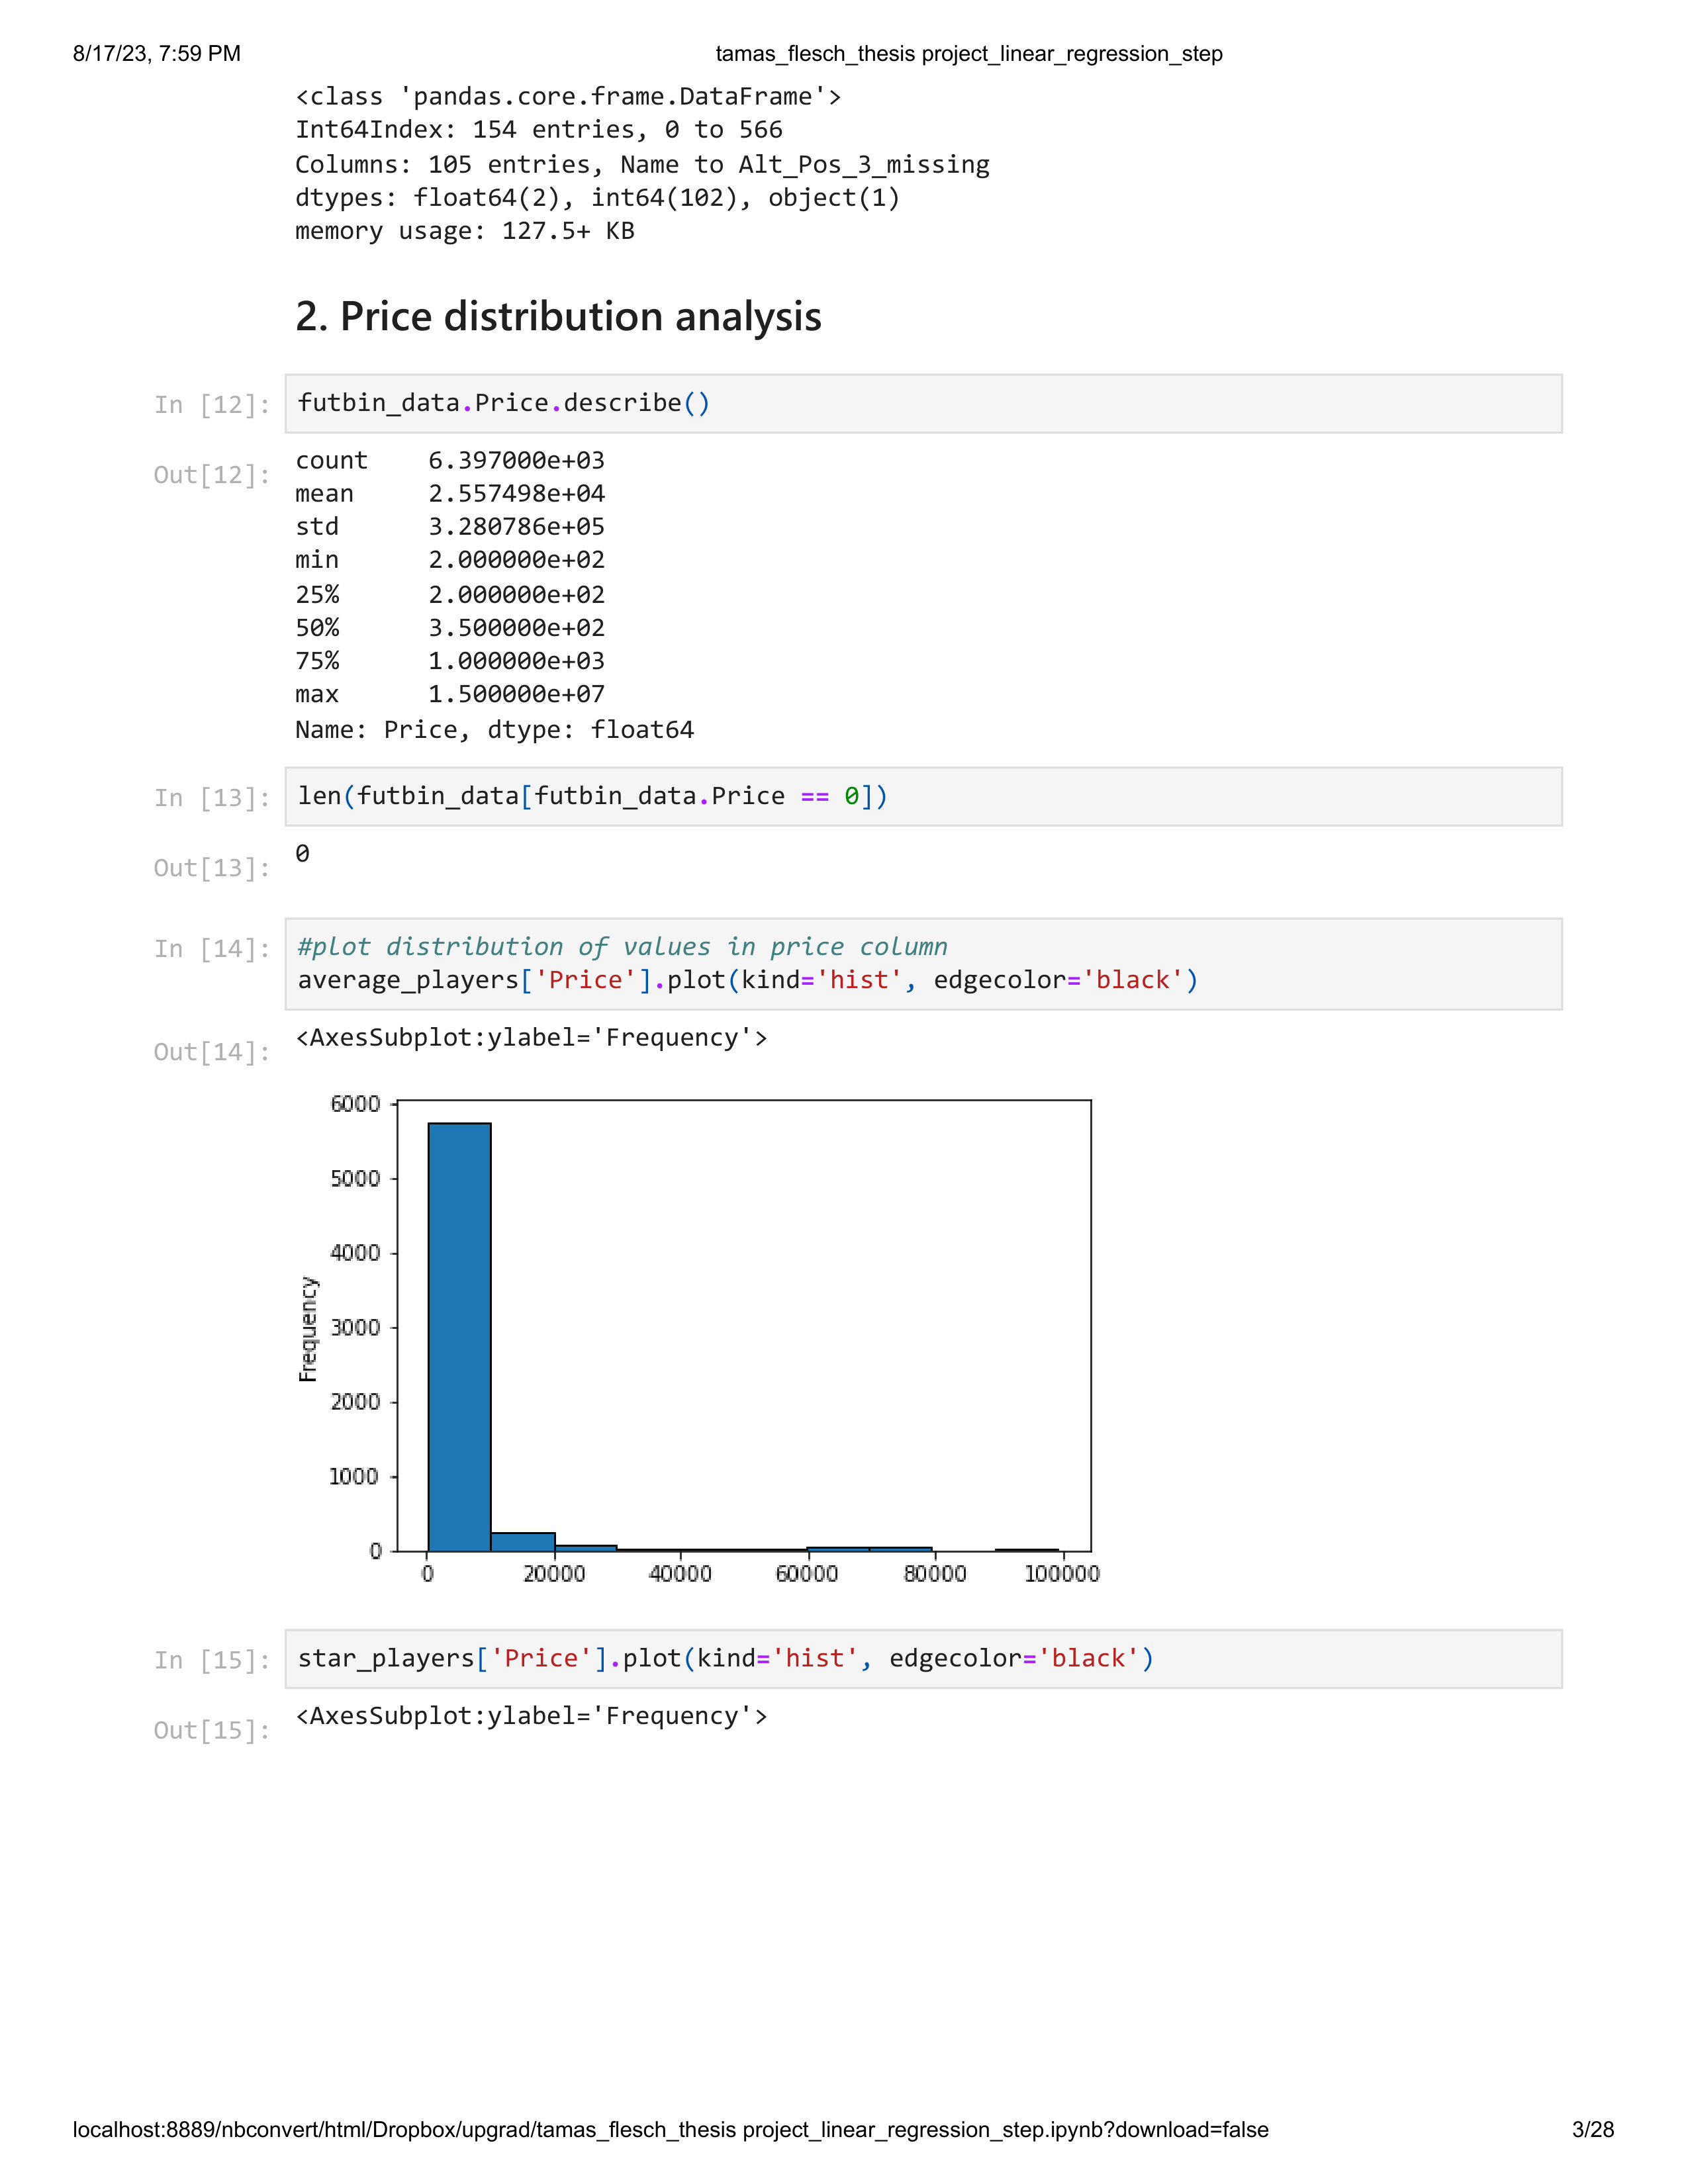 8/17/23, 7:59 PM tamas_flesch_thesis project_linear_regression_step
<class 'pandas.core.frame.DataFrame'>
Int64Index: 154 entries, 0 to 566
Columns: 105 entries, Name to Alt_Pos_3_missing
dtypes: float64(2), int64(102), object(1)
memory usage: 127.5+ KB
2. Price distribution analysis
In [12]: futbin_data.Price.describe()
Out[12]: count 6.397000e+03
mean 2.557498e+04
std 3.280786e+05
min 2.000000e+02
25% 2.000000e+02
50% 3.500000e+02
75% 1.000000e+03
max 1.500000e+07
Name: Price, dtype: float64
In [13]: len(futbin_data[futbin_data.Price == 0])
Out[13]: 0
In [14]: #plot distribution of values in price column
average_players['Price'].plot(kind='hist', edgecolor='black')
Out[14]: <AxesSubplot:ylabel='Frequency'>
6000
5000
4000
3000
2000
1000
0
Frequency
0 20000 40000 60000 80000 100000
In [15]: star_players['Price'].plot(kind='hist', edgecolor='black')
Out[15]: <AxesSubplot:ylabel='Frequency'>
localhost:8889/nbconvert/html/Dropbox/upgrad/tamas_flesch_thesis project_linear_regression_step.ipynb?download=false 3/28